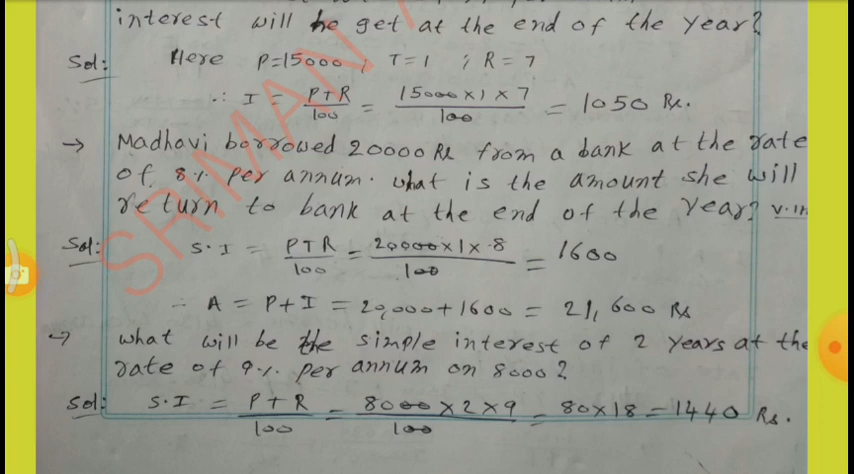 interest will he get at the end of the year?
Sol: Here P=15000 ; T=1 ; R=7
∴ I = PTR/100 = 15000×1×7/100 = 1050 Rs.
→ Madhavi borrowed 20000 Rs from a bank at the rate
of 8% per annum. what is the amount she will
return to bank at the end of the Year?
Sol: S.I = PTR/100 = 20000×1×8/100 = 1600
∴ A = P+I = 20,000+1600 = 21,600 Rs
→ what will be the simple interest of 2 years at the
rate of 9% per annum on 8000?
Sol: S.I = PTR/100 = 8000×2×9/100 = 80×18 = 1440 Rs.
SRIMAN